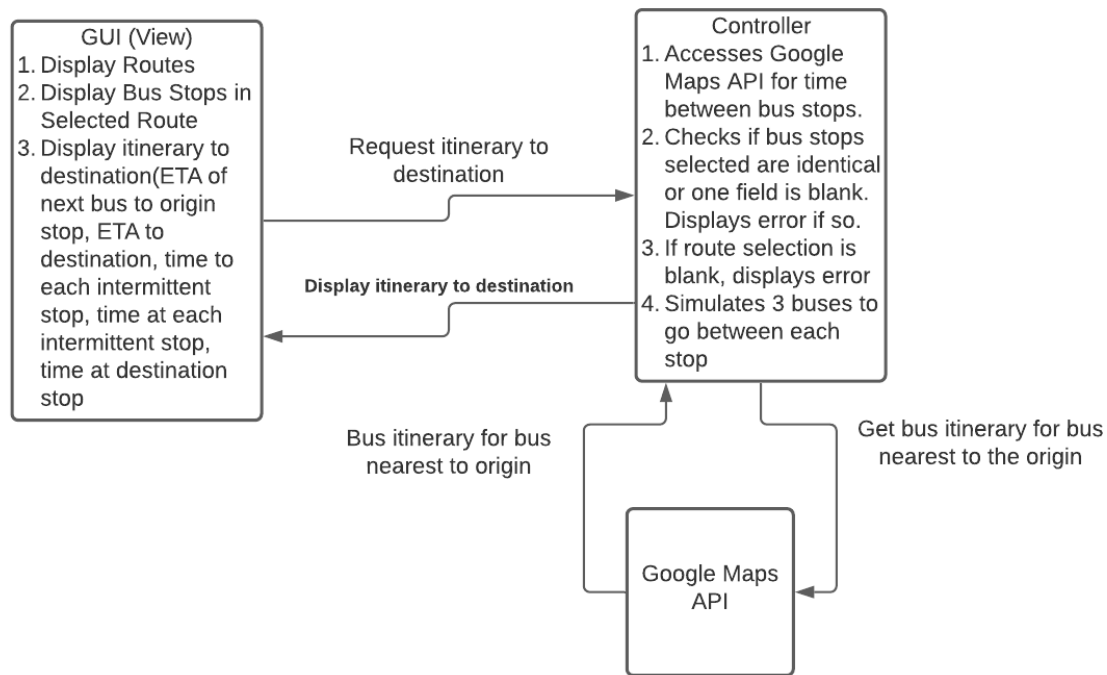 GUI (View)
1. Display Routes
2. Display Bus Stops in
Selected Route
3. Display itinerary to
destination(ETA of
next bus to origin
stop, ETA to
destination, time to
each intermittent
stop, time at each
intermittent stop,
time at destination
stop
Request itinerary to
destination
Display itinerary to destination
Controller
1. Accesses Google
Maps API for time
between bus stops.
2. Checks if bus stops
selected are identical
or one field is blank.
Displays error if so.
3. If route selection is
blank, displays error
4. Simulates 3 buses to
go between each
stop
Bus itinerary for bus
nearest to origin
Get bus itinerary for bus
nearest to the origin
Google Maps
API